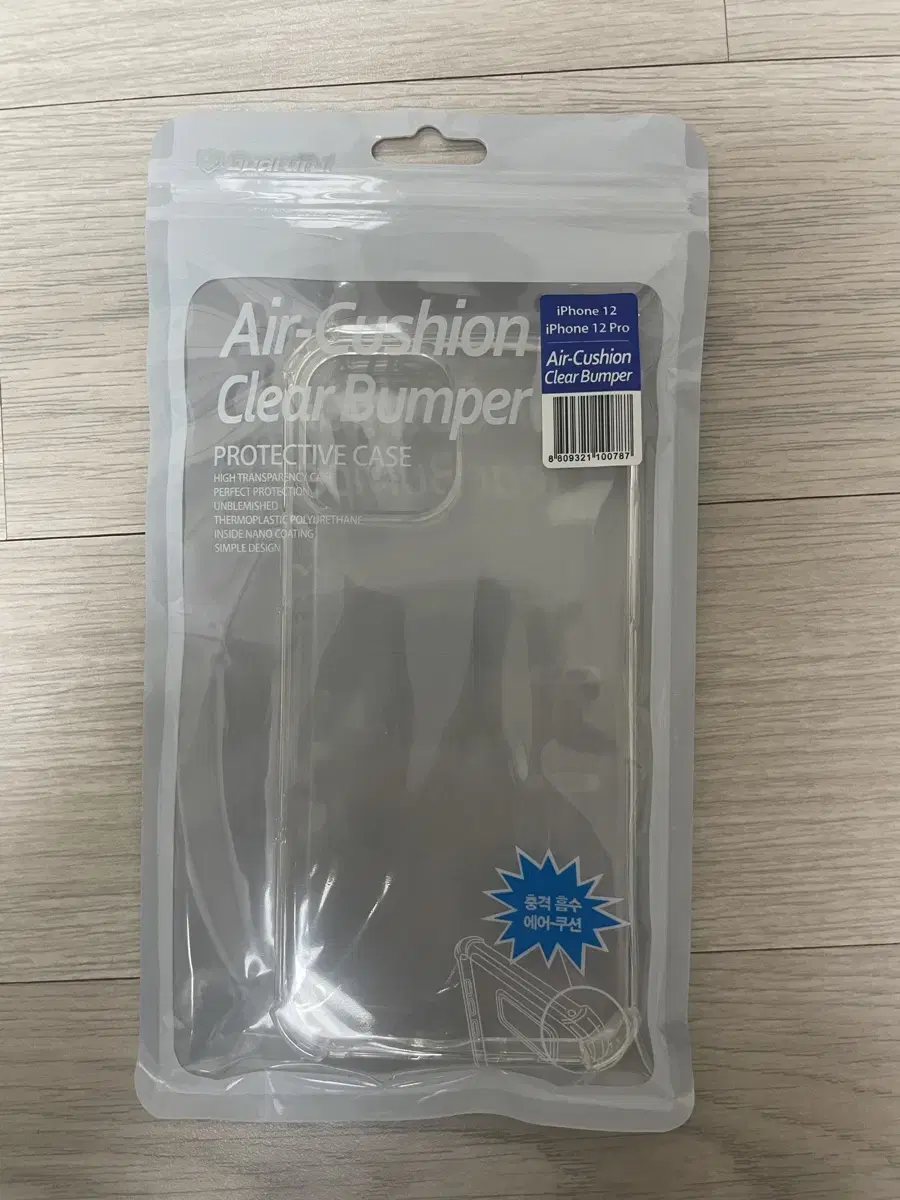 Air-Cushion
Clear Bumper
PROTECTIVE CASE
HIGH TRANSPARENCY
PERFECT PROTECTION
UNBLEMISHED
THERMOPLASTIC POLYURETHANE
INSIDE NANO COATING
SIMPLE DESIGN
iPhone 12
iPhone 12 Pro
Air-Cushion
Clear Bumper
8 809321 100787
충격 흡수
에어-쿠션